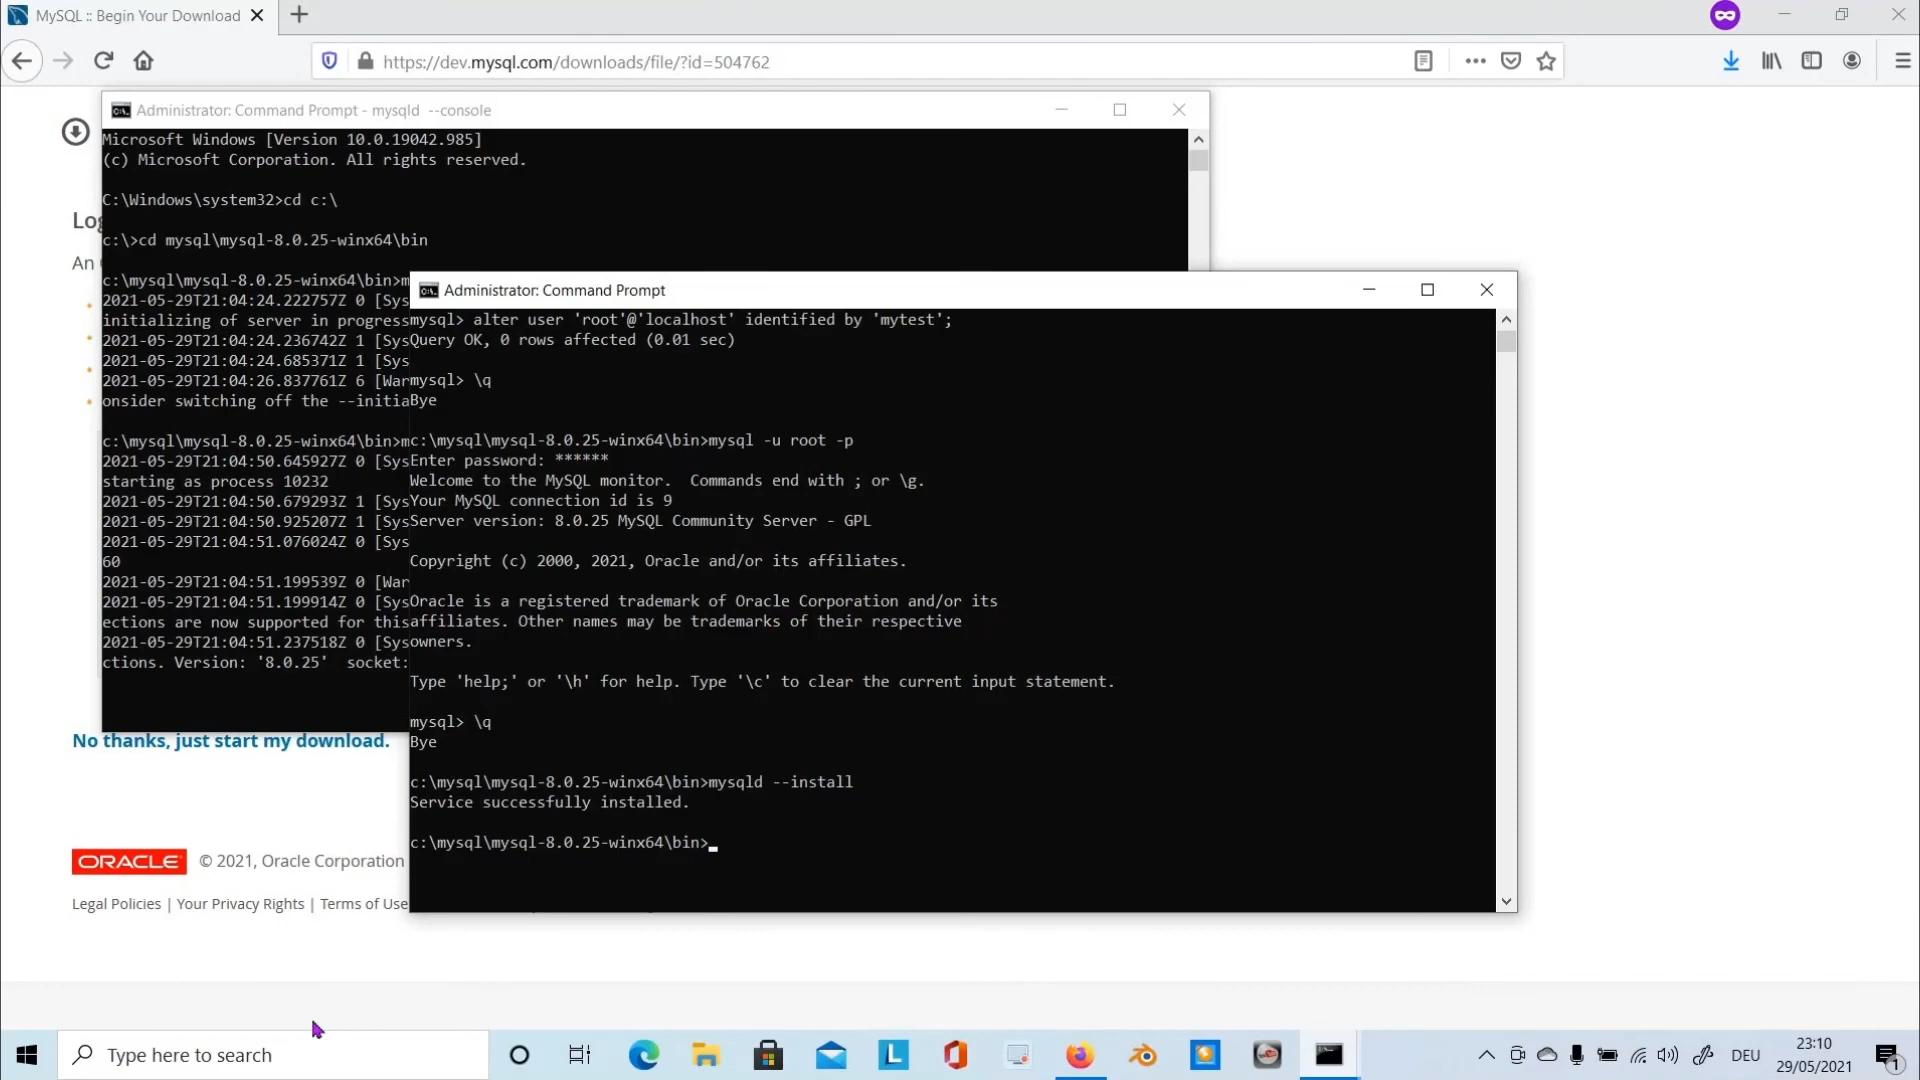 MySQL :: Begin Your Download
https://dev.mysql.com/downloads/file/?id=504762
Administrator: Command Prompt - mysqld --console
Microsoft Windows [Version 10.0.19042.985]
(c) Microsoft Corporation. All rights reserved.
C:\Windows\system32>cd c:\
c:\>cd mysql\mysql-8.0.25-winx64\bin
c:\mysql\mysql-8.0.25-winx64\bin>m
2021-05-29T21:04:24.222757Z 0 [Sys
initializing of server in progress
2021-05-29T21:04:24.236742Z 1 [Sys
2021-05-29T21:04:24.685371Z 1 [Sys
2021-05-29T21:04:26.837761Z 6 [War
onsider switching off the --initia
c:\mysql\mysql-8.0.25-winx64\bin>m
2021-05-29T21:04:50.645927Z 0 [Sys
starting as process 10232
2021-05-29T21:04:50.679293Z 1 [Sys
2021-05-29T21:04:50.925207Z 1 [Sys
2021-05-29T21:04:51.076024Z 0 [Sys
60
2021-05-29T21:04:51.199539Z 0 [War
2021-05-29T21:04:51.199914Z 0 [Sys
ections are now supported for this
2021-05-29T21:04:51.237518Z 0 [Sys
ctions. Version: '8.0.25'  socket:
Administrator: Command Prompt
mysql> alter user 'root'@'localhost' identified by 'mytest';
Query OK, 0 rows affected (0.01 sec)
mysql> \q
Bye
c:\mysql\mysql-8.0.25-winx64\bin>mysql -u root -p
Enter password: ******
Welcome to the MySQL monitor.  Commands end with ; or \g.
Your MySQL connection id is 9
Server version: 8.0.25 MySQL Community Server - GPL
Copyright (c) 2000, 2021, Oracle and/or its affiliates.
Oracle is a registered trademark of Oracle Corporation and/or its
affiliates. Other names may be trademarks of their respective
owners.
Type 'help;' or '\h' for help. Type '\c' to clear the current input statement.
mysql> \q
Bye
c:\mysql\mysql-8.0.25-winx64\bin>mysqld --install
Service successfully installed.
c:\mysql\mysql-8.0.25-winx64\bin>
Log
An
No thanks, just start my download.
ORACLE © 2021, Oracle Corporation
Legal Policies | Your Privacy Rights | Terms of Use
Type here to search
DEU
23:10
29/05/2021
1